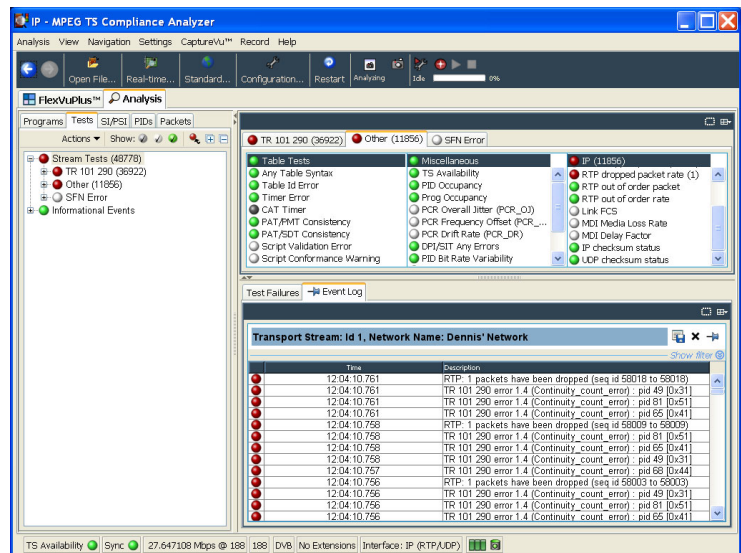 IP - MPEG TS Compliance Analyzer
Analysis View Navigation Settings CaptureVu™ Record Help
Open File... Real-time... Standard... Configuration... Restart Analyzing Idle 0%
FlexVuPlus™ Analysis
Programs Tests SI/PSI PIDs Packets
Actions Show:
Stream Tests (48778)
TR 101 290 (36922)
Other (11856)
SFN Error
Informational Events
TR 101 290 (36922) Other (11856) SFN Error
Table Tests
Any Table Syntax
Table Id Error
Timer Error
CAT Timer
PAT/PMT Consistency
PAT/SDT Consistency
Script Validation Error
Script Conformance Warning
Miscellaneous
TS Availability
PID Occupancy
Prog Occupancy
PCR Overall Jitter (PCR_OJ)
PCR Frequency Offset (PCR_...
PCR Drift Rate (PCR_DR)
DPI/SIT Any Errors
PID Bit Rate Variability
IP (11856)
RTP dropped packet rate (1)
RTP out of order packet
RTP out of order rate
Link FCS
MDI Media Loss Rate
MDI Delay Factor
IP checksum status
UDP checksum status
Test Failures Event Log
Transport Stream: Id 1, Network Name: Dennis' Network
Show filter
Time Description
12:04:10.761 RTP: 1 packets have been dropped (seq id 58018 to 58018)
12:04:10.761 TR 101 290 error 1.4 (Continuity_count_error) : pid 49 [0x31]
12:04:10.761 TR 101 290 error 1.4 (Continuity_count_error) : pid 81 [0x51]
12:04:10.761 TR 101 290 error 1.4 (Continuity_count_error) : pid 65 [0x41]
12:04:10.758 RTP: 1 packets have been dropped (seq id 58009 to 58009)
12:04:10.758 TR 101 290 error 1.4 (Continuity_count_error) : pid 81 [0x51]
12:04:10.758 TR 101 290 error 1.4 (Continuity_count_error) : pid 65 [0x41]
12:04:10.758 TR 101 290 error 1.4 (Continuity_count_error) : pid 49 [0x31]
12:04:10.757 TR 101 290 error 1.4 (Continuity_count_error) : pid 68 [0x44]
12:04:10.756 RTP: 1 packets have been dropped (seq id 58003 to 58003)
12:04:10.756 TR 101 290 error 1.4 (Continuity_count_error) : pid 49 [0x31]
12:04:10.756 TR 101 290 error 1.4 (Continuity_count_error) : pid 81 [0x51]
12:04:10.756 TR 101 290 error 1.4 (Continuity_count_error) : pid 65 [0x41]
TS Availability Sync 27.647108 Mbps @ 188 188 DVB No Extensions Interface: IP (RTP/UDP)